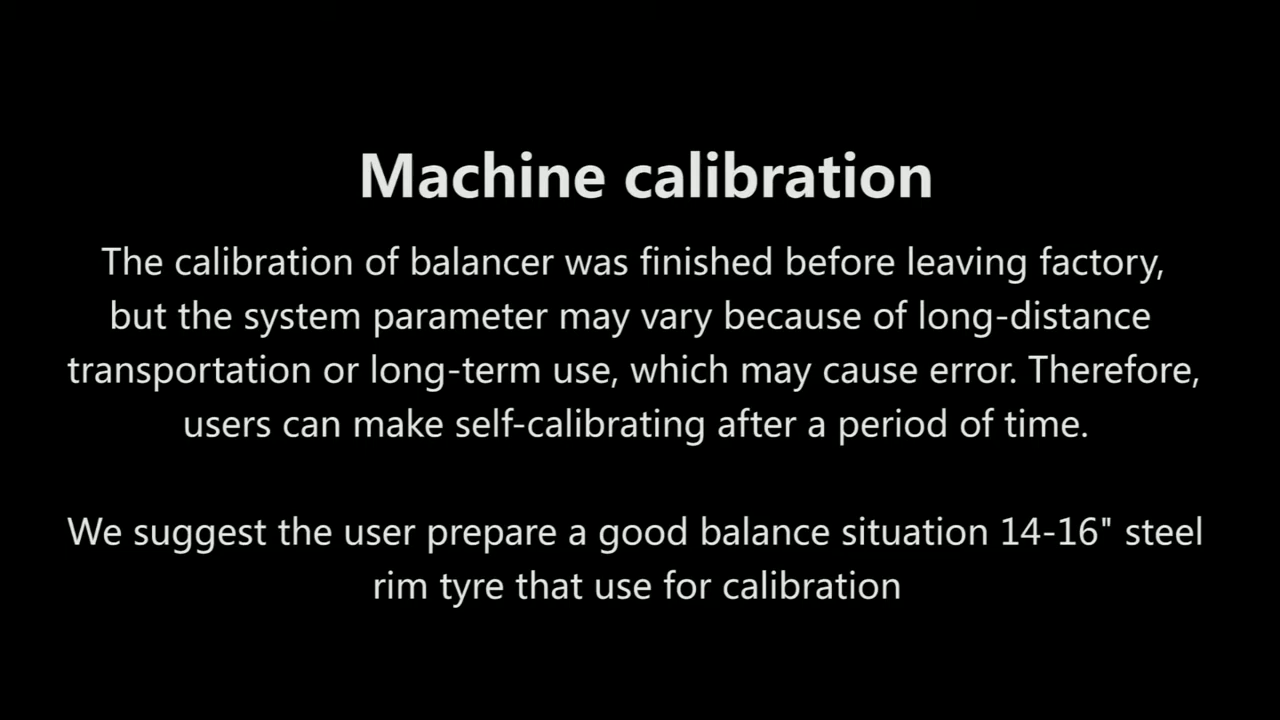 Machine calibration
The calibration of balancer was finished before leaving factory,
but the system parameter may vary because of long-distance
transportation or long-term use, which may cause error. Therefore,
users can make self-calibrating after a period of time.
We suggest the user prepare a good balance situation 14-16" steel
rim tyre that use for calibration